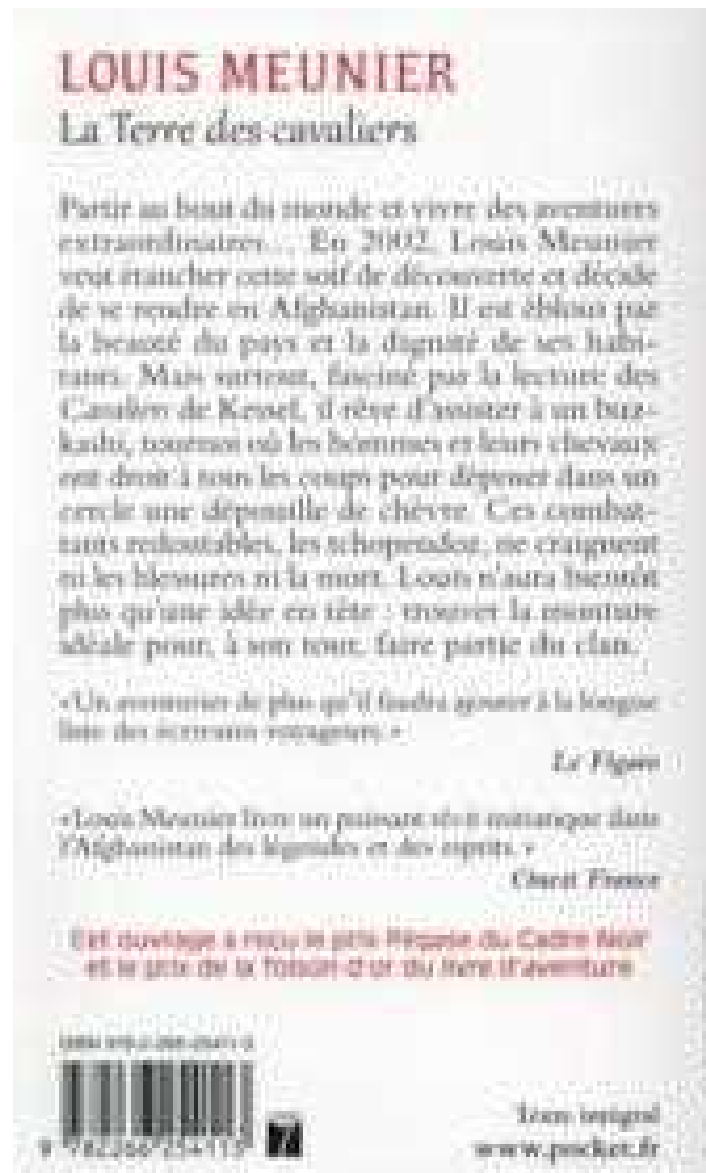 LOUIS MEUNIER
La Terre des cavaliers
Partir au bout du monde et vivre des aventures
extraordinaires... En 2002, Louis Meunier
veut étancher cette soif de découverte et décide
de se rendre en Afghanistan. Il est ébloui par
la beauté du pays et la dignité de ses habi-
tants. Mais surtout, fasciné par la lecture des
Cavaliers de Kessel, il rêve d'assister à un buz-
kashi, tournoi où les hommes et leurs chevaux
ont droit à tous les coups pour déposer dans un
cercle une dépouille de chèvre. Ces combat-
tants redoutables, les tchopendoz, ne craignent
ni les blessures ni la mort. Louis n'aura bientôt
plus qu'une idée en tête : trouver la monture
idéale pour, à son tour, faire partie du clan.
«Un aventurier de plus qu'il faudra ajouter à la longue
liste des écrivains voyageurs.»
Le Figaro
«Louis Meunier livre un puissant récit initiatique dans
l'Afghanistan des légendes et des esprits.»
Ouest France
Cet ouvrage a reçu le prix Pégase du Cadre Noir
et le prix de la Toison d'or du livre d'aventure
ISBN
Texte intégral
www.pocket.fr